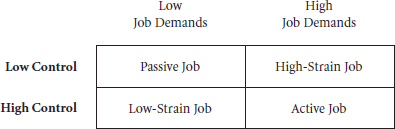 Low High
Job Demands Job Demands
Low Control Passive Job High-Strain Job
High Control Low-Strain Job Active Job